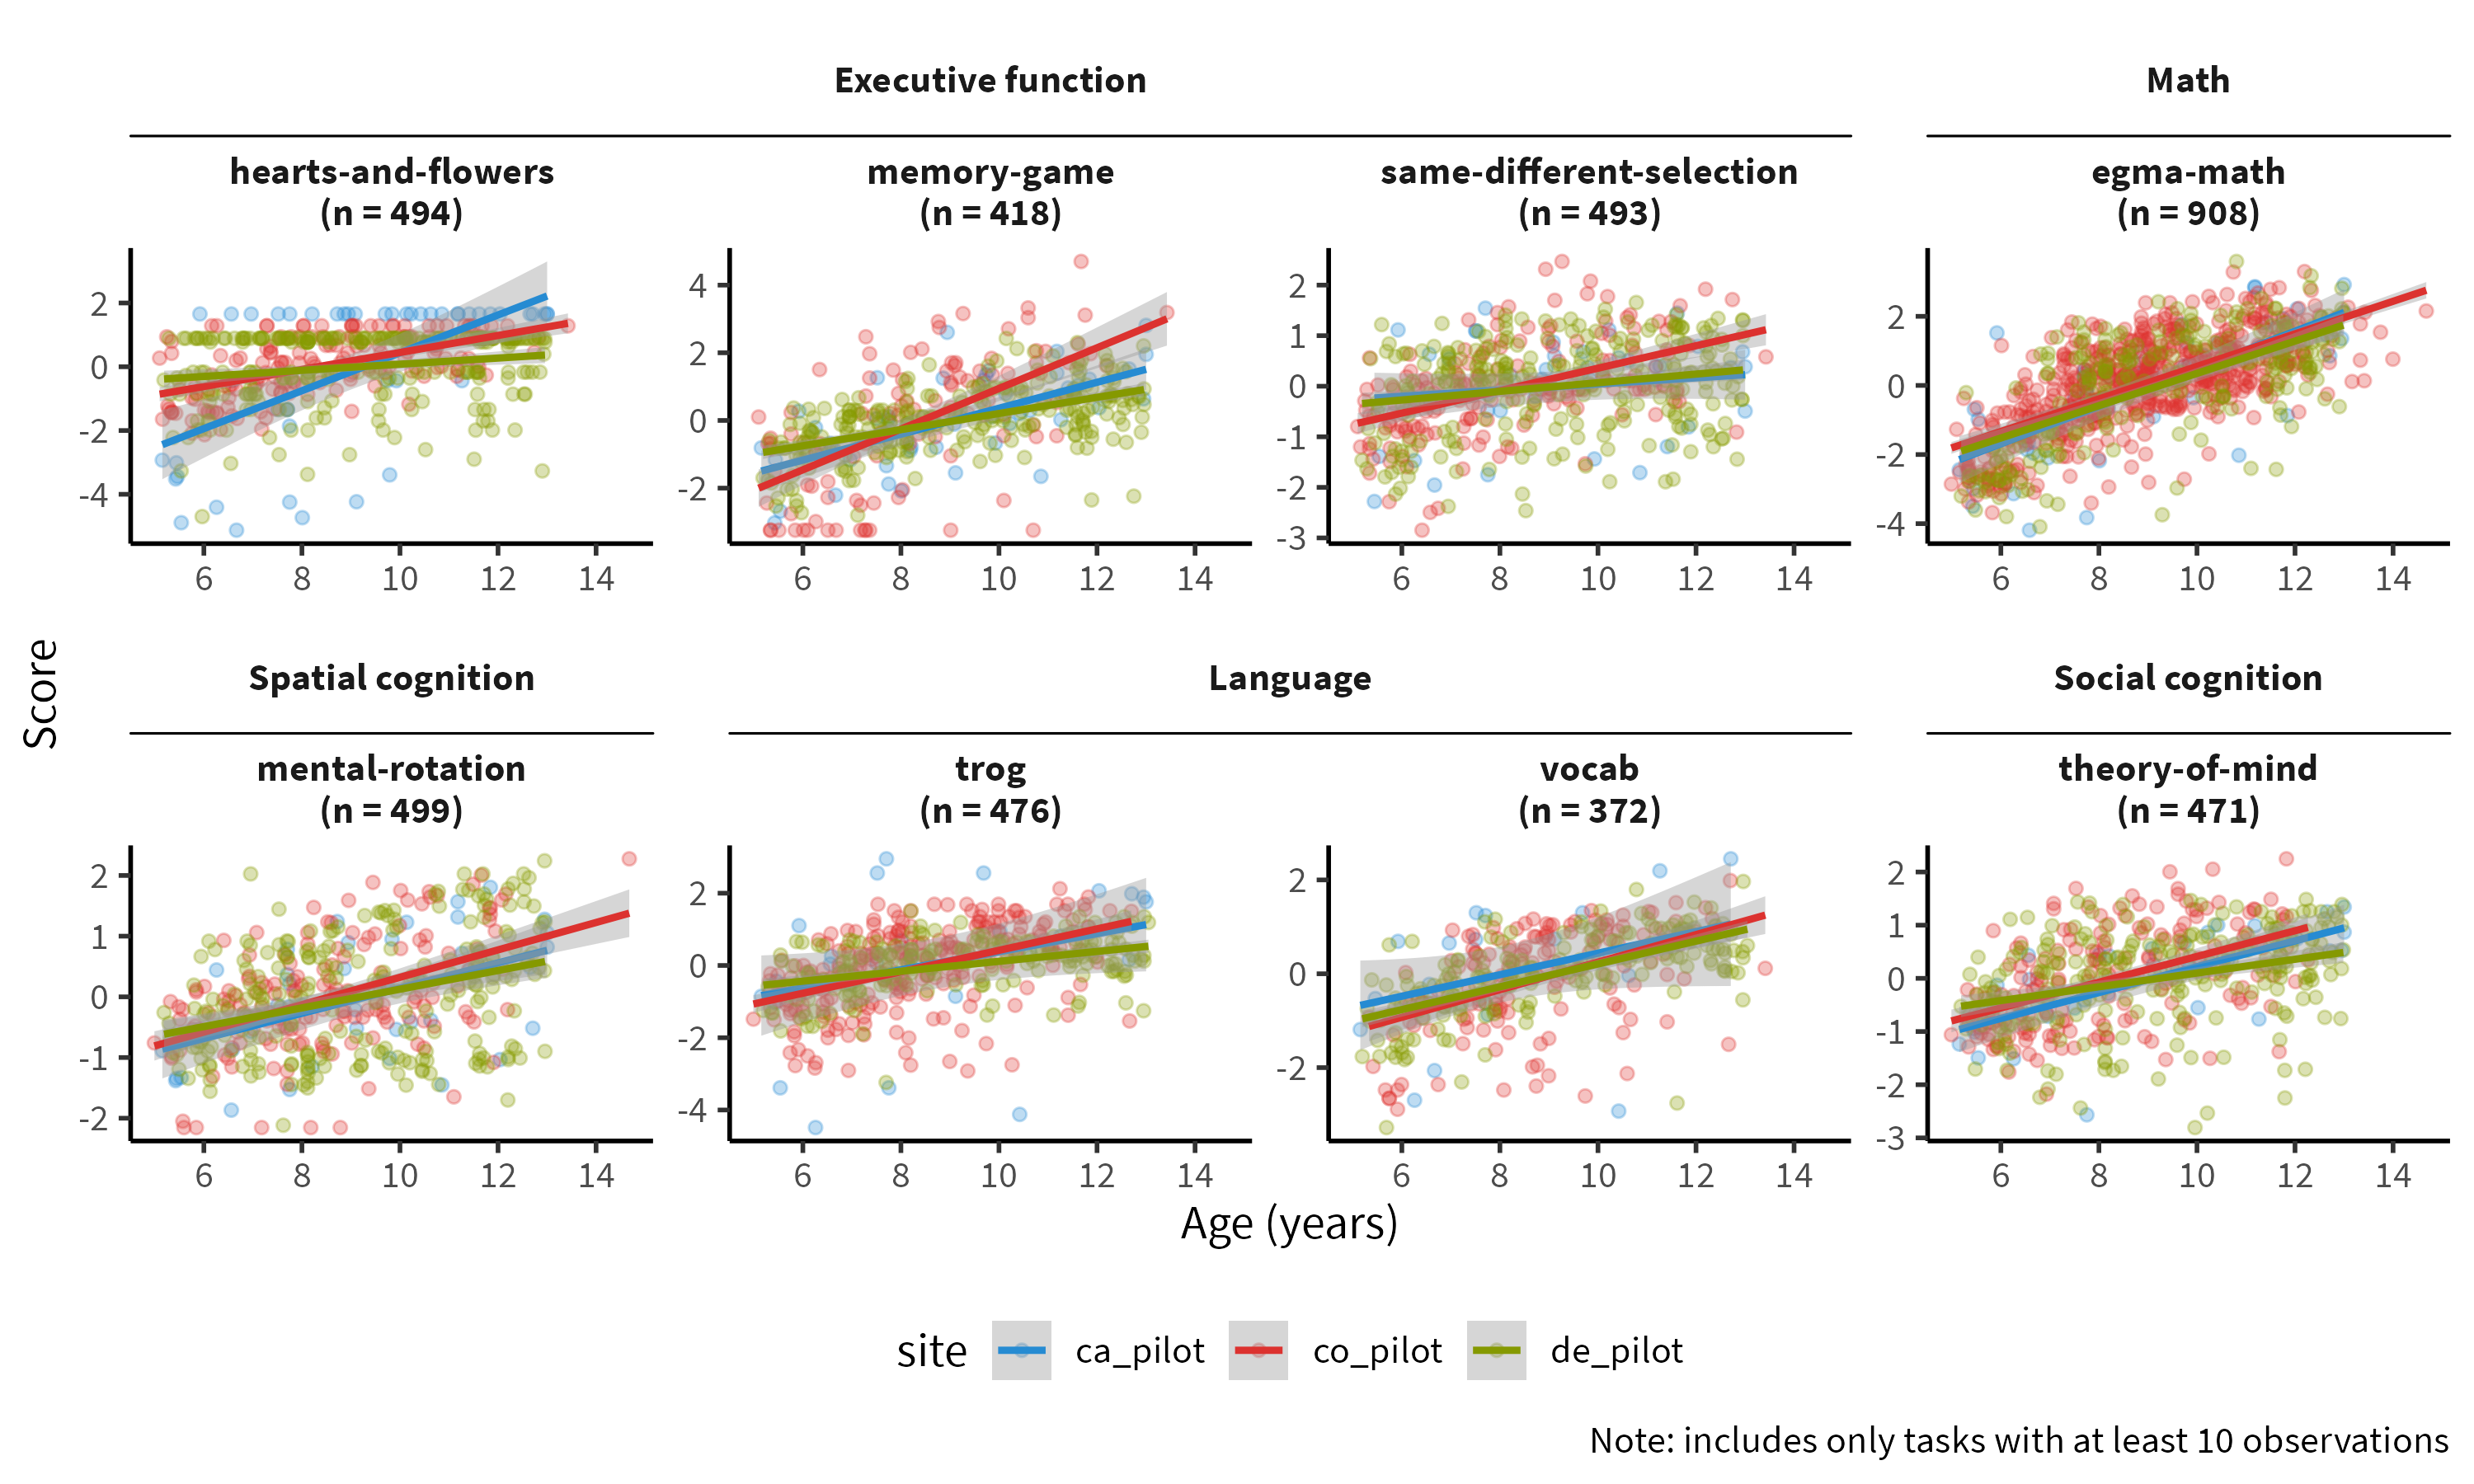 Executive function
Math
hearts-and-flowers
(n = 494)
memory-game
(n = 418)
same-different-selection
(n = 493)
egma-math
(n = 908)
2
0
-2
-4
6 8 10 12 14
4
2
0
-2
6 8 10 12 14
2
1
0
-1
-2
-3
6 8 10 12 14
2
0
-2
-4
6 8 10 12 14
Score
Spatial cognition
Language
Social cognition
mental-rotation
(n = 499)
trog
(n = 476)
vocab
(n = 372)
theory-of-mind
(n = 471)
2
1
0
-1
-2
6 8 10 12 14
2
0
-2
-4
6 8 10 12 14
2
0
-2
6 8 10 12 14
2
1
0
-1
-2
-3
6 8 10 12 14
Age (years)
site ca_pilot co_pilot de_pilot
Note: includes only tasks with at least 10 observations